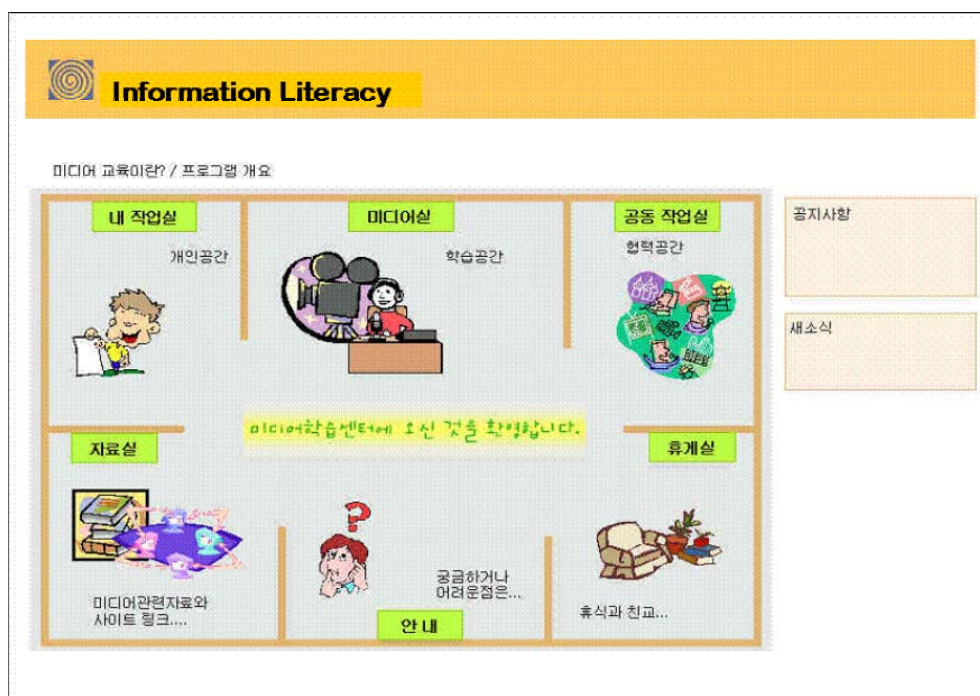 Information Literacy
미디어 교육이란? / 프로그램 개요
내 작업실
미디어실
공동 작업실
개인공간
학습공간
협력공간
공지사항
새소식
미디어학습센터에 오신 것을 환영합니다.
자료실
휴게실
미디어관련자료와
사이트 링크....
궁금하거나
어려운점은...
안 내
휴식과 친교...